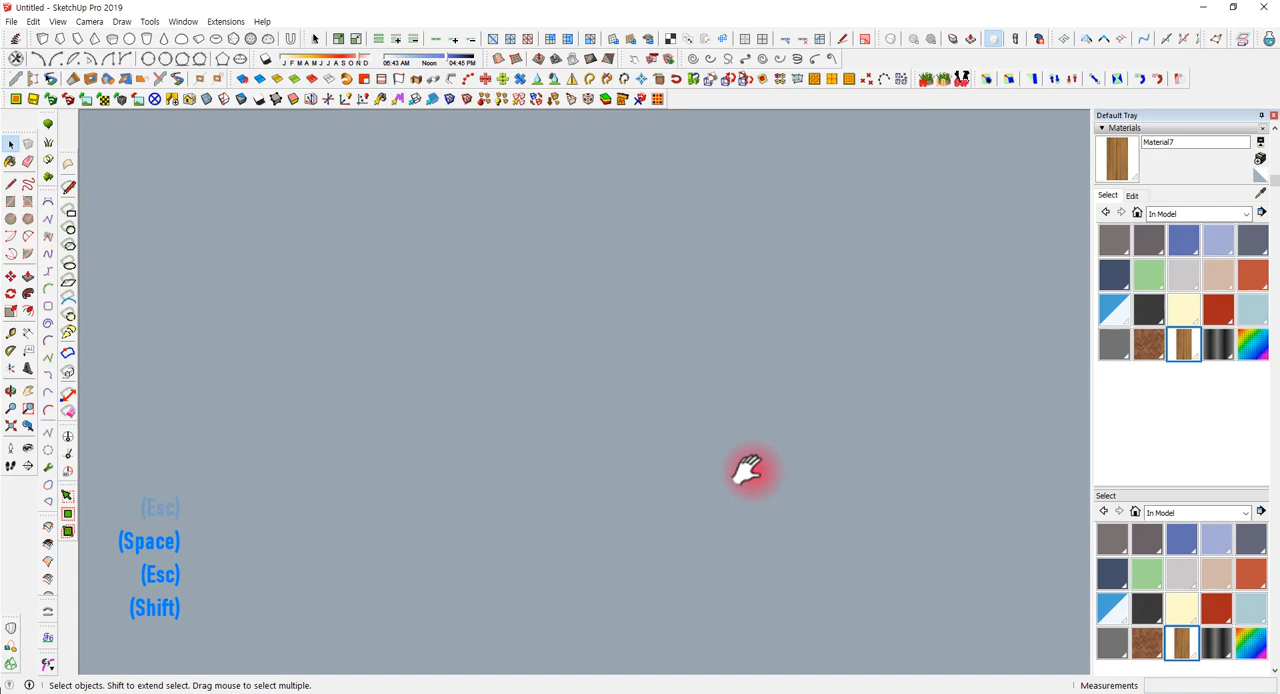 Untitled - SketchUp Pro 2019
File Edit View Camera Draw Tools Window Extensions Help
J F M A M J J A S O N D 06:43 AM Noon 04:45 PM
Default Tray
Materials
Material7
Select Edit
In Model
Select
In Model
(Esc)
(Space)
(Esc)
(Shift)
Select objects. Shift to extend select. Drag mouse to select multiple.
Measurements